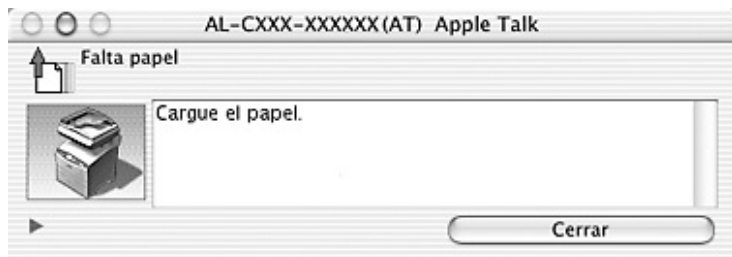 AL-CXXX-XXXXXX(AT) Apple Talk
Falta papel
Cargue el papel.
Cerrar